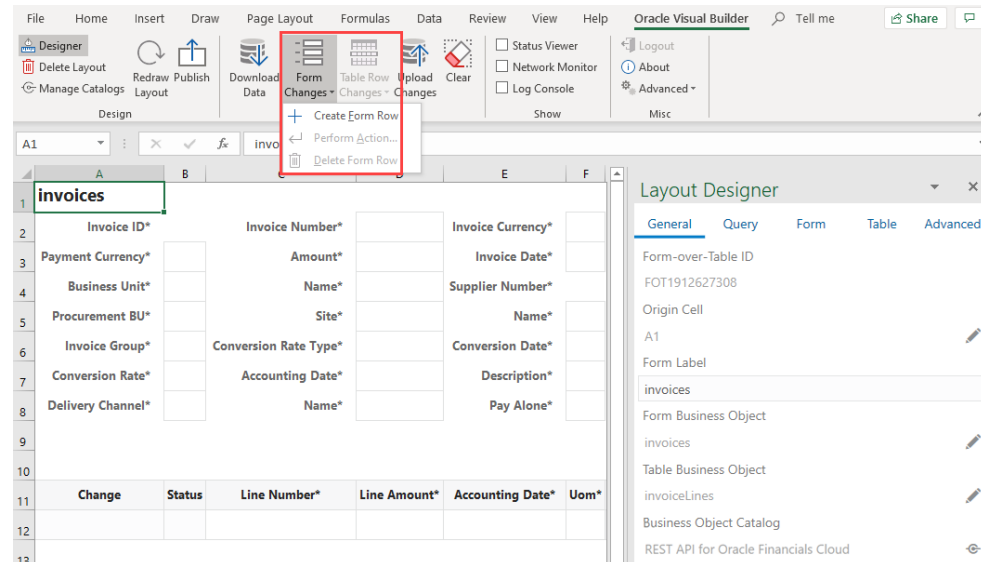 File Home Insert Draw Page Layout Formulas Data Review View Help Oracle Visual Builder Tell me Share
Designer
Delete Layout
Manage Catalogs
Redraw Layout
Publish
Design
Download Data
Form Changes
Table Row Changes
Upload Changes
Clear
Status Viewer
Network Monitor
Log Console
Show
Logout
About
Advanced
Misc
Create Form Row
Perform Action...
Delete Form Row
A1 fx invo
A B C E F
1 invoices
2 Invoice ID* Invoice Number* Invoice Currency*
3 Payment Currency* Amount* Invoice Date*
4 Business Unit* Name* Supplier Number*
5 Procurement BU* Site* Name*
6 Invoice Group* Conversion Rate Type* Conversion Date*
7 Conversion Rate* Accounting Date* Description*
8 Delivery Channel* Name* Pay Alone*
9
10
11 Change Status Line Number* Line Amount* Accounting Date* Uom*
12
13
Layout Designer
General Query Form Table Advanced
Form-over-Table ID
FOT1912627308
Origin Cell
A1
Form Label
invoices
Form Business Object
invoices
Table Business Object
invoiceLines
Business Object Catalog
REST API for Oracle Financials Cloud